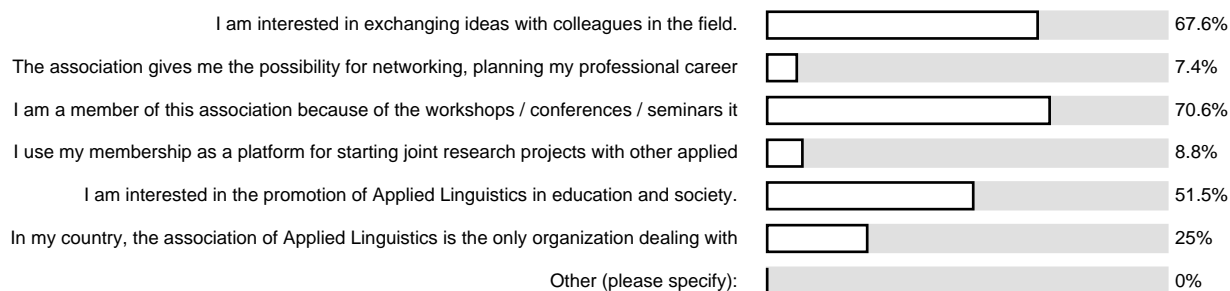 I am interested in exchanging ideas with colleagues in the field. 67.6%
The association gives me the possibility for networking, planning my professional career 7.4%
I am a member of this association because of the workshops / conferences / seminars it 70.6%
I use my membership as a platform for starting joint research projects with other applied 8.8%
I am interested in the promotion of Applied Linguistics in education and society. 51.5%
In my country, the association of Applied Linguistics is the only organization dealing with 25%
Other (please specify): 0%